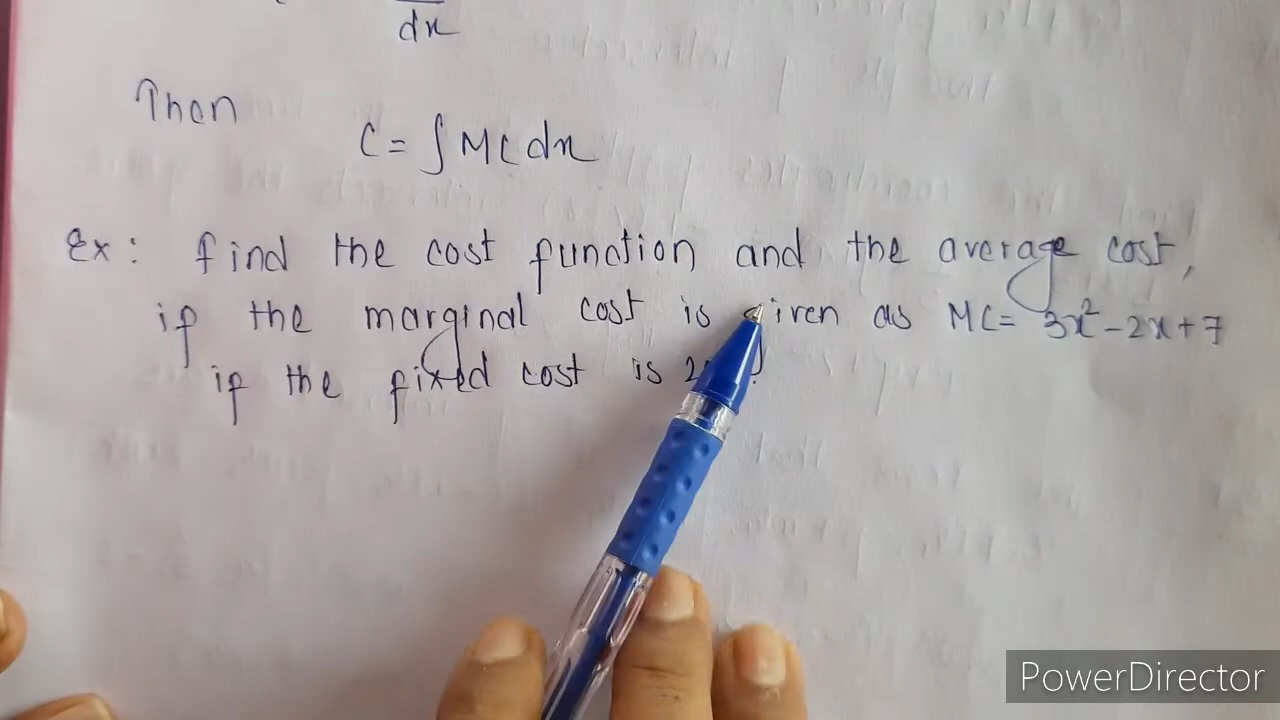 dx
Then
C = ∫ MC dx
Ex: find the cost function and the average cost,
if the marginal cost is given as MC = 3x² - 2x + 7
if the fixed cost is
PowerDirector